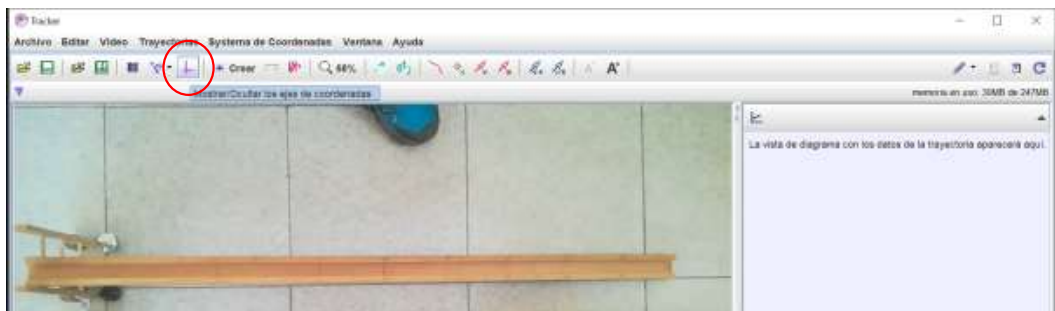 Tracker
Archivo Editar Video Trayectorias Systema de Coordenadas Ventana Ayuda
Crear 66% A A
Mostrar/Ocultar los ejes de coordenadas
memoria en uso: 39MB de 247MB
La vista de diagrama con los datos de la trayectoria aparecerá aquí.